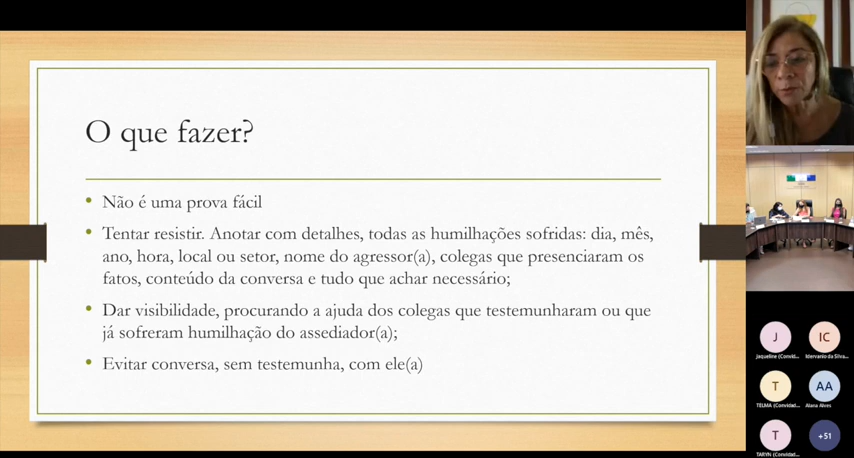 O que fazer?
• Não é uma prova fácil
• Tentar resistir. Anotar com detalhes, todas as humilhações sofridas: dia, mês,
ano, hora, local ou setor, nome do agressor(a), colegas que presenciaram os
fatos, conteúdo da conversa e tudo que achar necessário;
• Dar visibilidade, procurando a ajuda dos colegas que testemunharam ou que
já sofreram humilhação do assediador(a);
• Evitar conversa, sem testemunha, com ele(a)
J
IC
Jaqueline (Convid...
Idervanio da Silva...
T
AA
TELMA (Convidad...
Alana Alves
T
+51
TARYN (Convidad...